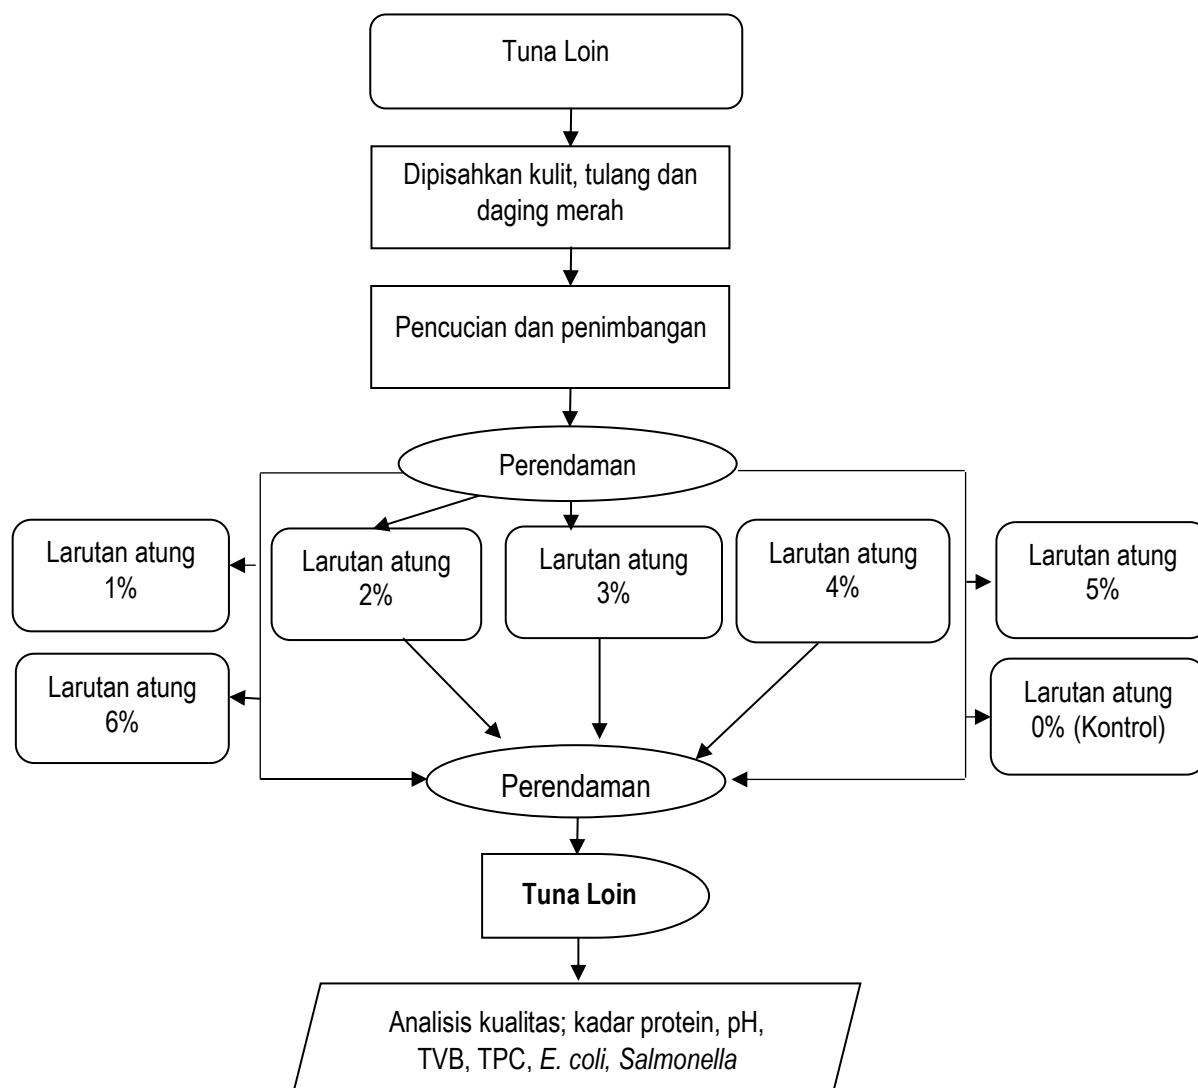 Tuna Loin
Dipisahkan kulit, tulang dan
daging merah
Pencucian dan penimbangan
Perendaman
Larutan atung
1%
Larutan atung
2%
Larutan atung
3%
Larutan atung
4%
Larutan atung
5%
Larutan atung
6%
Larutan atung
0% (Kontrol)
Perendaman
Tuna Loin
Analisis kualitas; kadar protein, pH,
TVB, TPC, E. coli, Salmonella